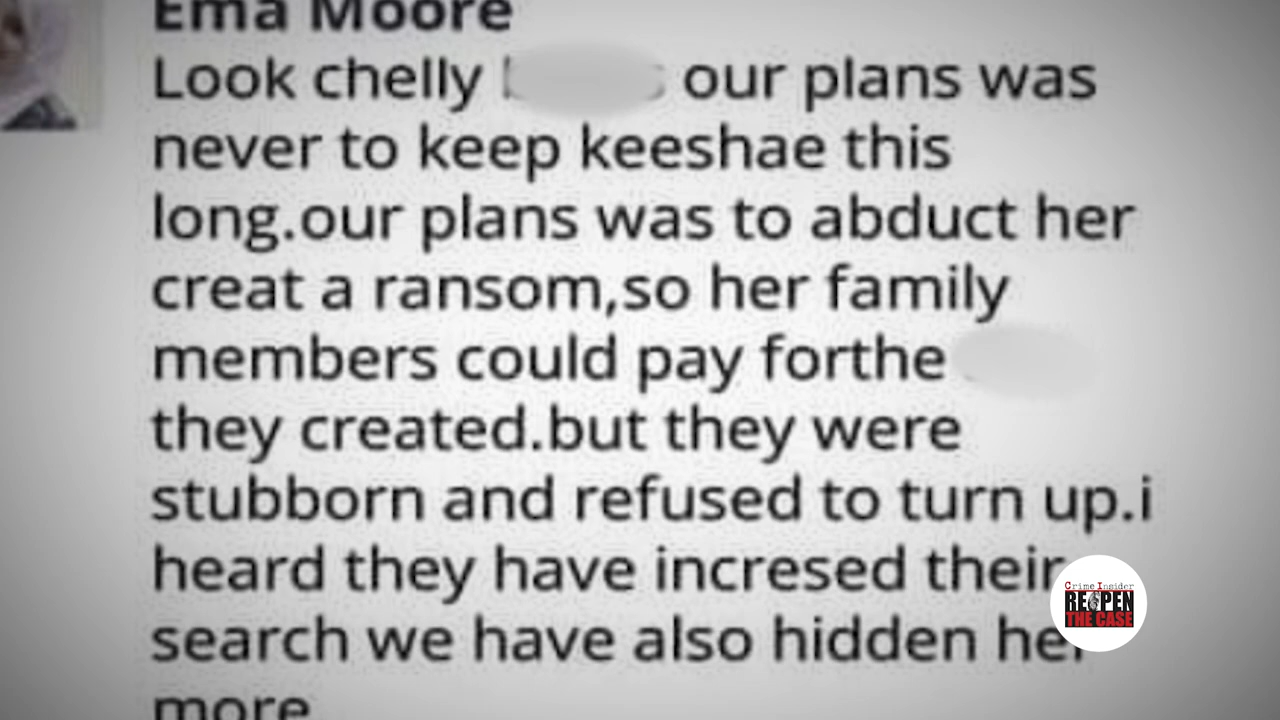 Ema Moore
Look chelly our plans was
never to keep keeshae this
long.our plans was to abduct her
creat a ransom,so her family
members could pay forthe
they created.but they were
stubborn and refused to turn up.i
heard they have incresed their
search we have also hidden her
more
Crime Insider
REOPEN
THE CASE